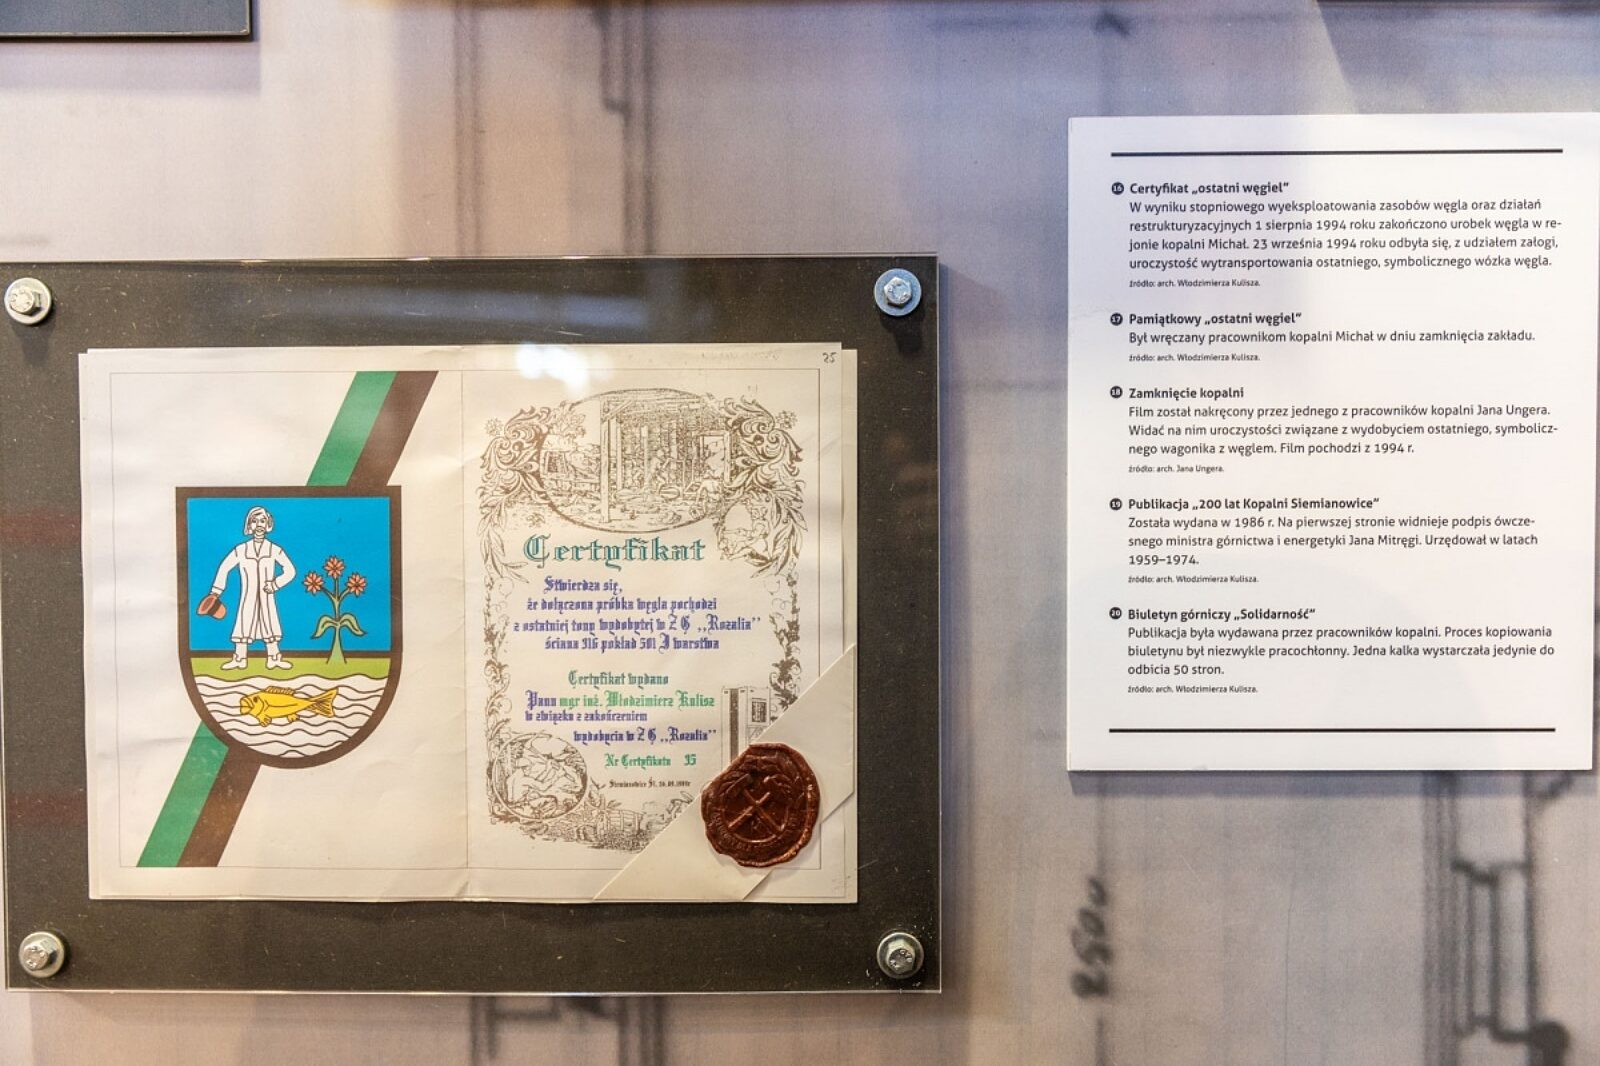 25
Certyfikat
Stwierdza się,
że dołączona próbka węgla pochodzi
z ostatniej tony wydobytej w Z G ,,Rozalia”
ściana 316 pokład 501 I warstwa
Certyfikat wydano
Panu mgr inż. Włodzimierz Kulisz
w związku z zakończeniem
wydobycia w Z G ,,Rozalia”
Nr Certyfikatu 35
Siemianowice Śl.
16 Certyfikat „ostatni węgiel”
W wyniku stopniowego wyeksploatowania zasobów węgla oraz działań
restrukturyzacyjnych 1 sierpnia 1994 roku zakończono urobek węgla w re-
jonie kopalni Michał. 23 września 1994 roku odbyła się, z udziałem załogi,
uroczystość wytransportowania ostatniego, symbolicznego wózka węgla.
źródło: arch. Włodzimierza Kulisza.
17 Pamiątkowy „ostatni węgiel”
Był wręczany pracownikom kopalni Michał w dniu zamknięcia zakładu.
źródło: arch. Włodzimierza Kulisza.
18 Zamknięcie kopalni
Film został nakręcony przez jednego z pracowników kopalni Jana Ungera.
Widać na nim uroczystości związane z wydobyciem ostatniego, symbolicz-
nego wagonika z węglem. Film pochodzi z 1994 r.
źródło: arch. Jana Ungera.
19 Publikacja „200 lat Kopalni Siemianowice”
Została wydana w 1986 r. Na pierwszej stronie widnieje podpis ówcze-
snego ministra górnictwa i energetyki Jana Mitręgi. Urzędował w latach
1959–1974.
źródło: arch. Włodzimierza Kulisza.
20 Biuletyn górniczy „Solidarność”
Publikacja była wydawana przez pracowników kopalni. Proces kopiowania
biuletynu był niezwykle pracochłonny. Jedna kalka wystarczała jedynie do
odbicia 50 stron.
źródło: arch. Włodzimierza Kulisza.